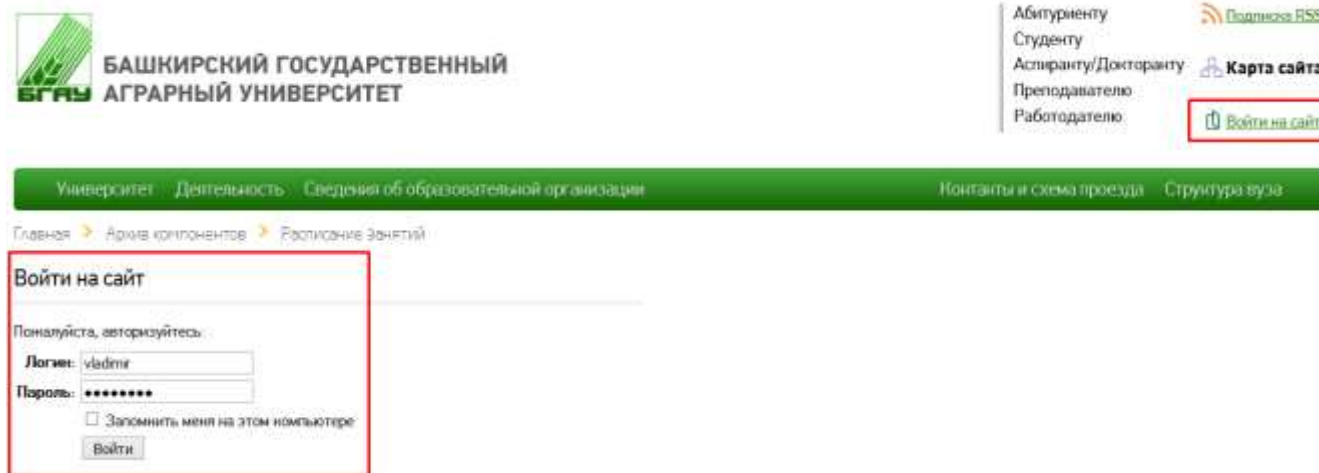 Абитуриенту
Студенту
Аспиранту/Докторанту
Преподавателю
Работодателю
Подписка RSS
Карта сайта
Войти на сайт
БГАУ
БАШКИРСКИЙ ГОСУДАРСТВЕННЫЙ
АГРАРНЫЙ УНИВЕРСИТЕТ
Университет Деятельность Сведения об образовательной организации Контакты и схема проезда Структура вуза
Главная Архив компонентов Расписание Занятий
Войти на сайт
Пожалуйста, авторизуйтесь:
Логин: vladimir
Пароль: ••••••••
Запомнить меня на этом компьютере
Войти